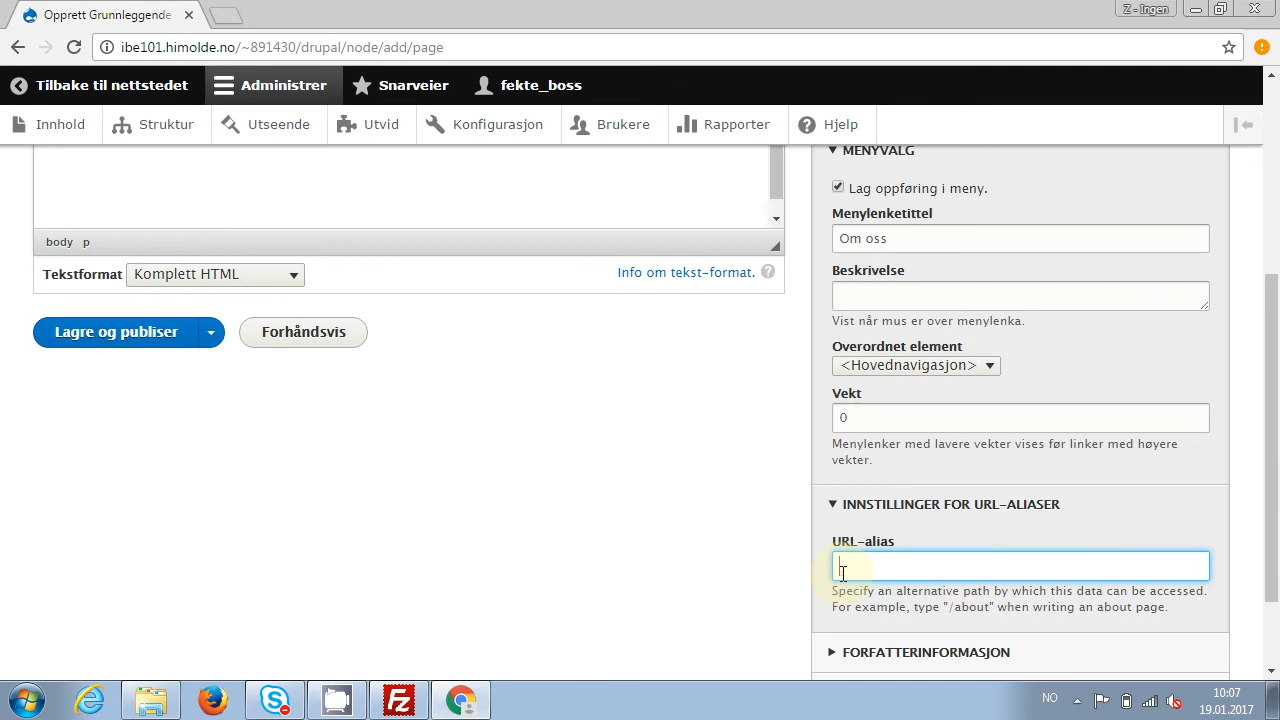 Opprett Grunnleggende
Z - Ingen
ibe101.himolde.no/~891430/drupal/node/add/page
Tilbake til nettstedet Administrer Snarveier fekte_boss
Innhold Struktur Utseende Utvid Konfigurasjon Brukere Rapporter Hjelp
body p
Tekstformat Komplett HTML Info om tekst-format. ?
Lagre og publiser Forhåndsvis
MENYVALG
Lag oppføring i meny.
Menylenketittel
Om oss
Beskrivelse
Vist når mus er over menylenka.
Overordnet element
<Hovednavigasjon>
Vekt
0
Menylenker med lavere vekter vises før linker med høyere
vekter.
INNSTILLINGER FOR URL-ALIASER
URL-alias
Specify an alternative path by which this data can be accessed.
For example, type "/about" when writing an about page.
FORFATTERINFORMASJON
NO
10:07
19.01.2017